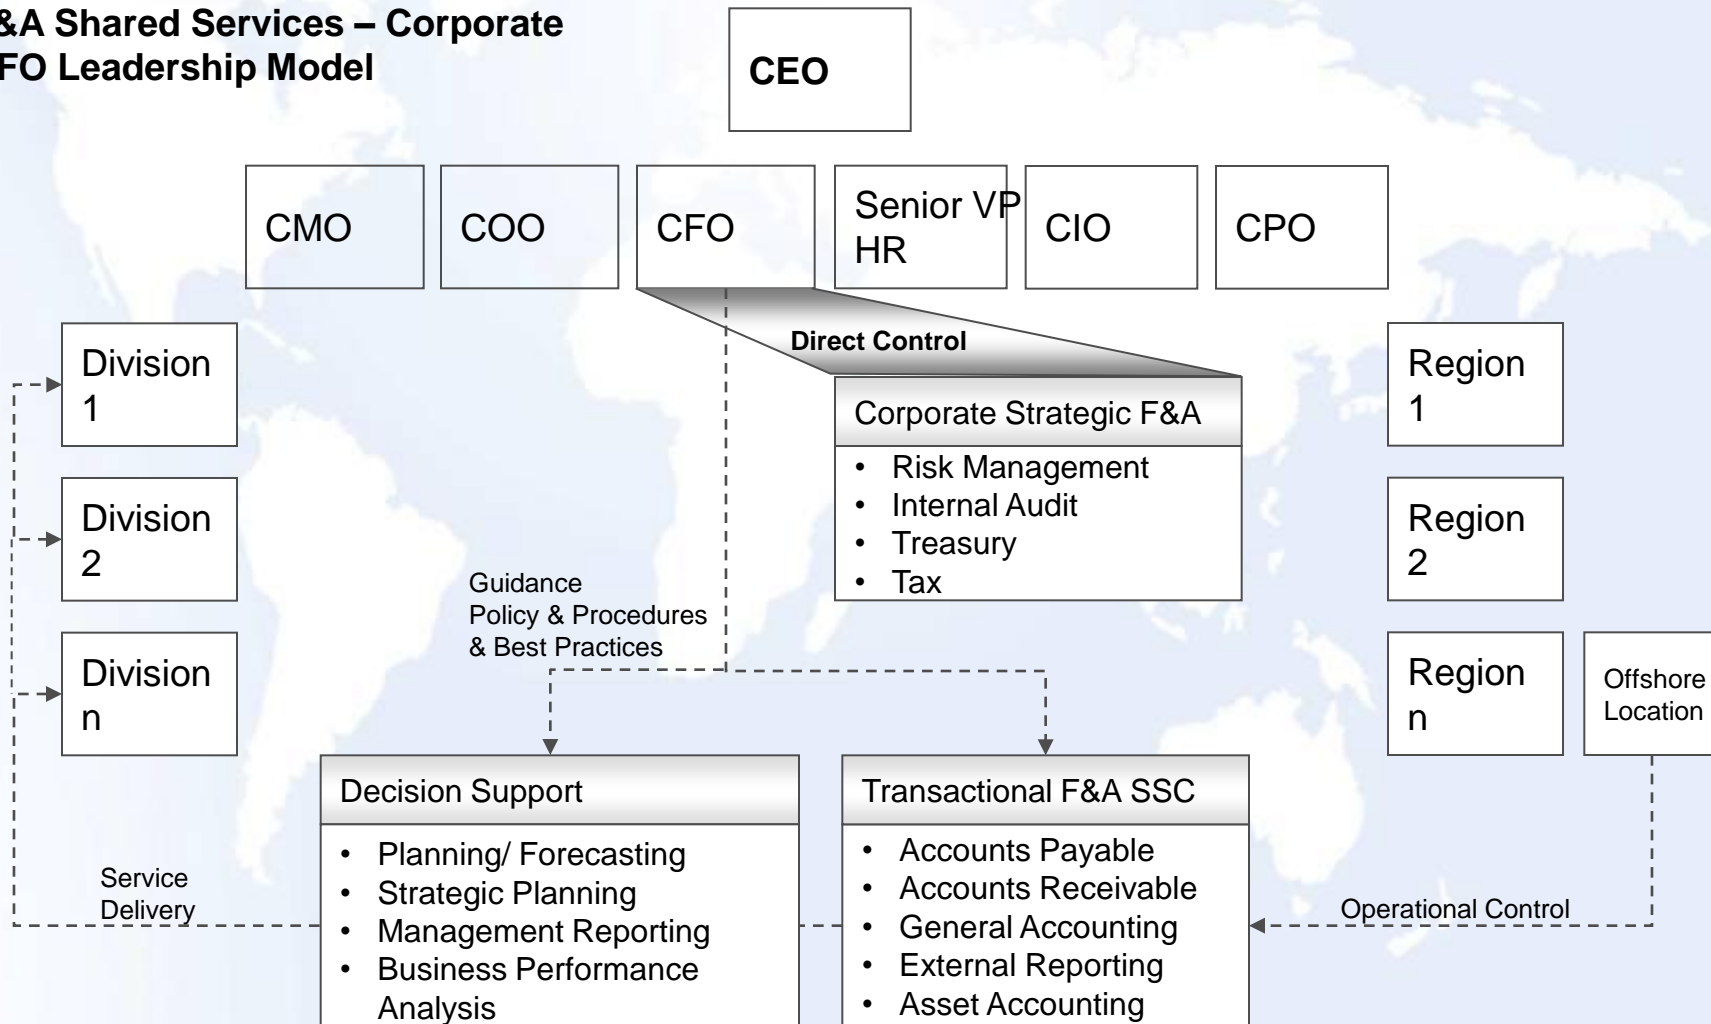 &A Shared Services – Corporate
FO Leadership Model
CEO
CMO
COO
CFO
Senior VP
HR
CIO
CPO
Direct Control
Division
1
Region
1
Corporate Strategic F&A
• Risk Management
• Internal Audit
• Treasury
• Tax
Division
2
Region
2
Guidance
Policy & Procedures
& Best Practices
Division
n
Region
n
Offshore
Location
Decision Support
• Planning/ Forecasting
• Strategic Planning
• Management Reporting
• Business Performance
Analysis
Transactional F&A SSC
• Accounts Payable
• Accounts Receivable
• General Accounting
• External Reporting
• Asset Accounting
Service
Delivery
Operational Control